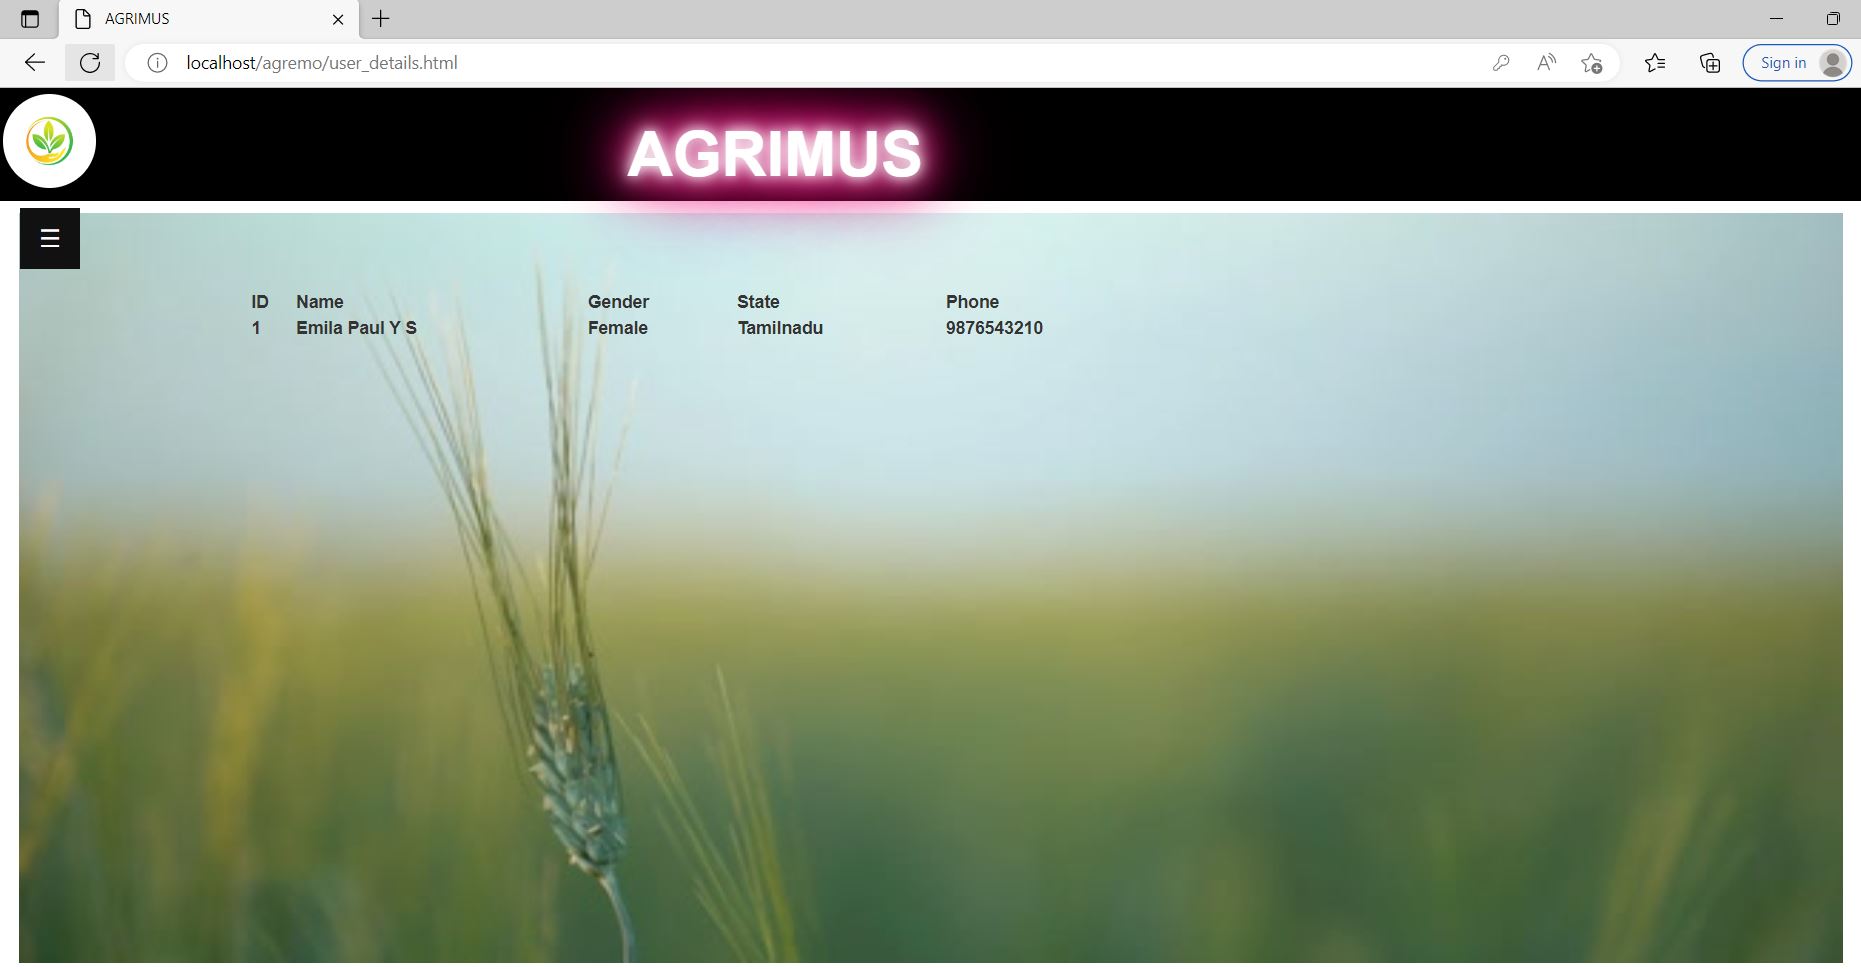 AGRIMUS
localhost/agremo/user_details.html
Sign in
AGRIMUS
ID Name Gender State Phone
1 Emila Paul Y S Female Tamilnadu 9876543210